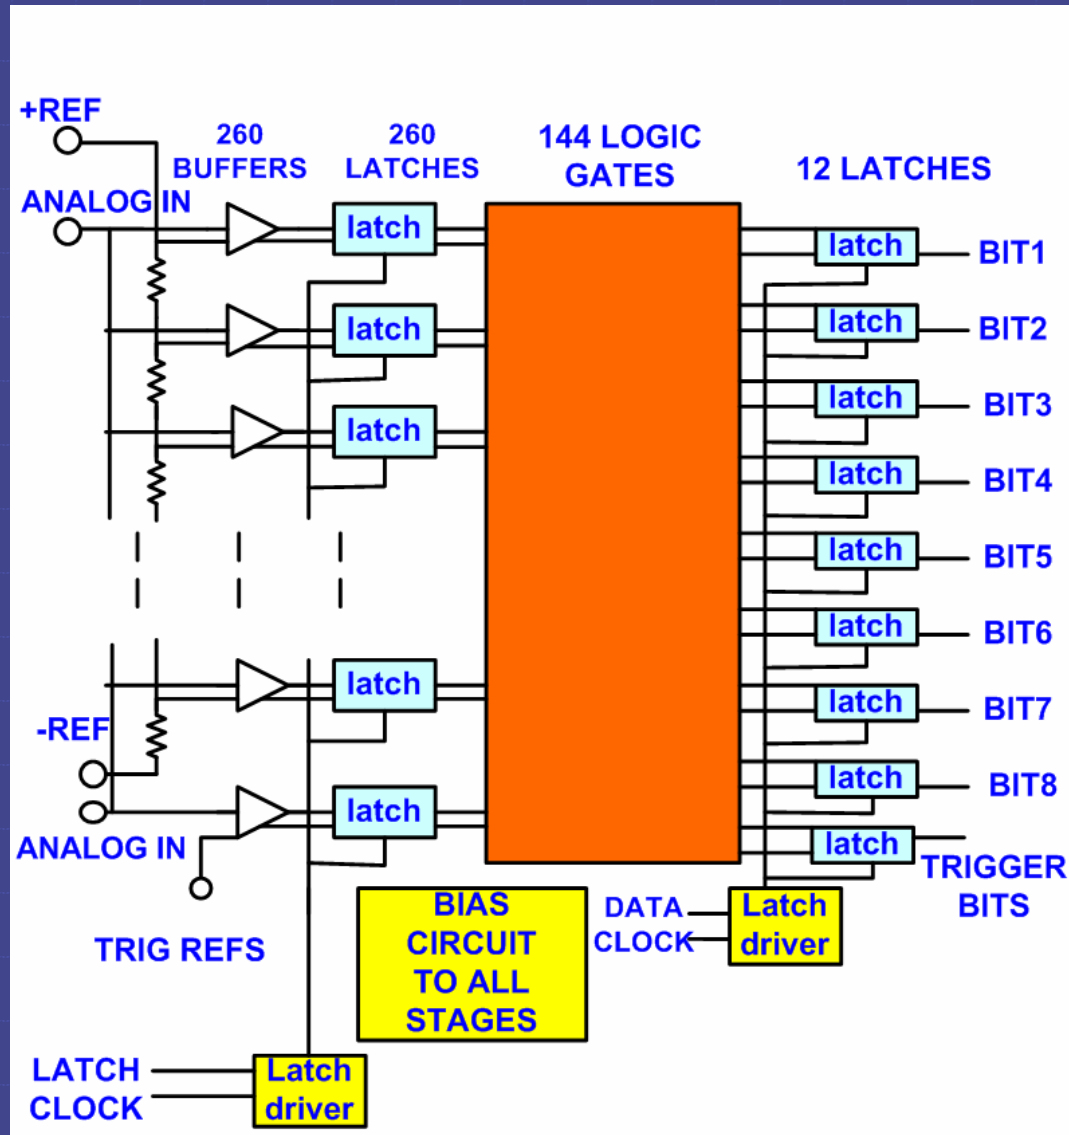 +REF
260
BUFFERS
260
LATCHES
144 LOGIC
GATES
12 LATCHES
ANALOG IN
latch
latch
latch
latch
latch
latch
latch
latch
latch
latch
latch
latch
latch
latch
BIT1
BIT2
BIT3
BIT4
BIT5
BIT6
BIT7
BIT8
TRIGGER
BITS
-REF
ANALOG IN
TRIG REFS
BIAS
CIRCUIT
TO ALL
STAGES
DATA
CLOCK
Latch
driver
LATCH
CLOCK
Latch
driver